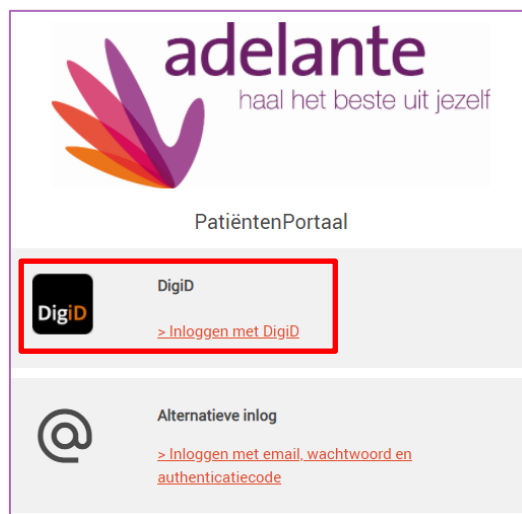 adelante
haal het beste uit jezelf
PatiëntenPortaal
DigiD
DigiD
> Inloggen met DigiD
@
Alternatieve inlog
> Inloggen met email, wachtwoord en
authenticatiecode